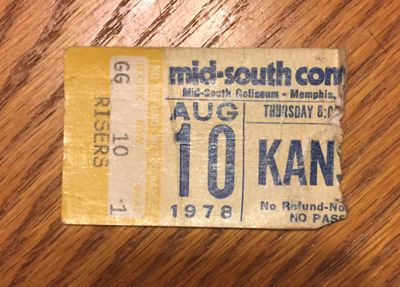 GG 10 1
RISERS
mid-south con
Mid-South Coliseum - Memphis,
AUG
THURSDAY 8:0
10
KANS
1978
No Refund-No
NO PASS